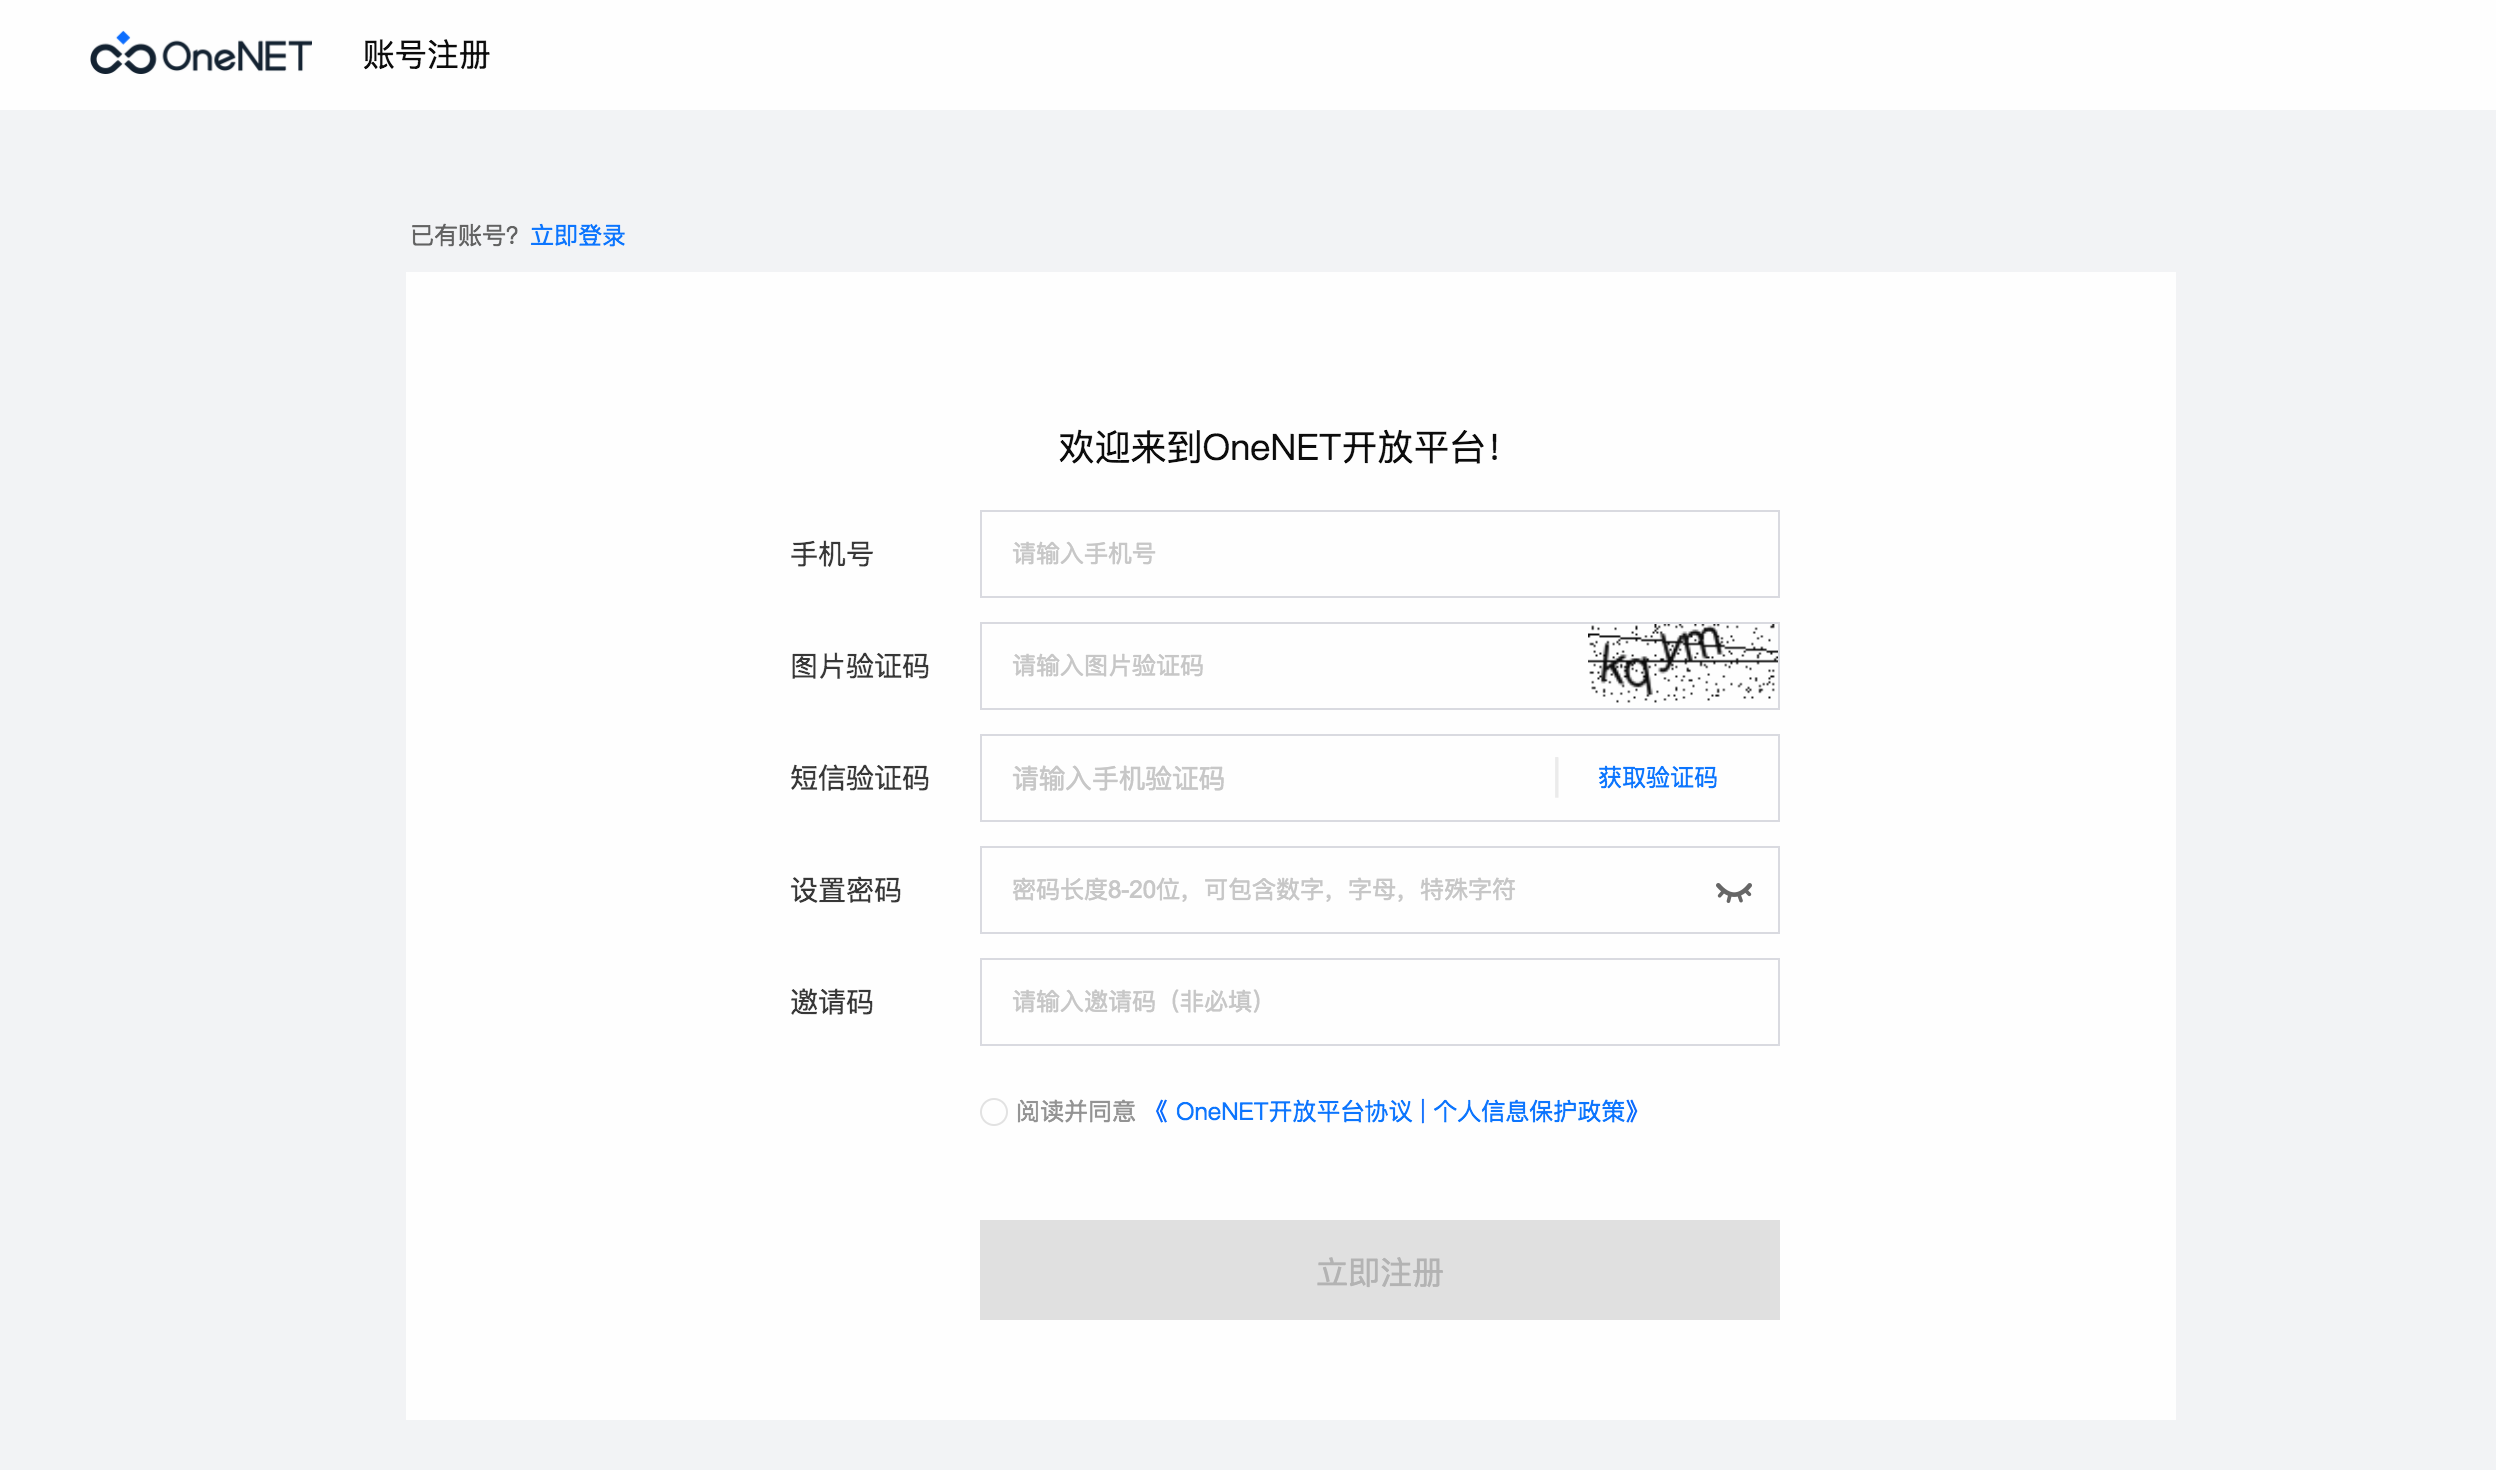 OneNET 账号注册
已有账号？ 立即登录
欢迎来到OneNET开放平台！
手机号 请输入手机号
图片验证码 请输入图片验证码 kqym
短信验证码 请输入手机验证码 获取验证码
设置密码 密码长度8-20位，可包含数字，字母，特殊字符
邀请码 请输入邀请码（非必填）
阅读并同意 《 OneNET开放平台协议 | 个人信息保护政策》
立即注册